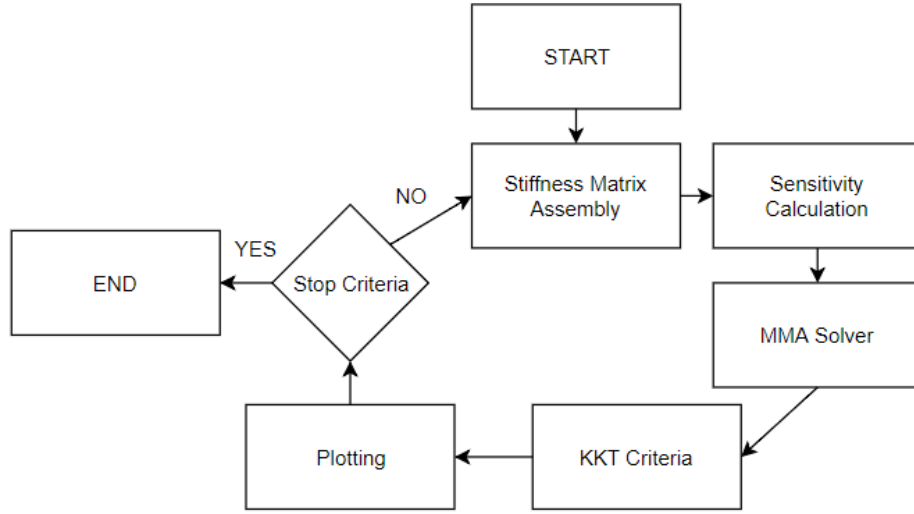 START
Stiffness Matrix
Assembly
Sensitivity
Calculation
NO
YES
END
Stop Criteria
MMA Solver
Plotting
KKT Criteria